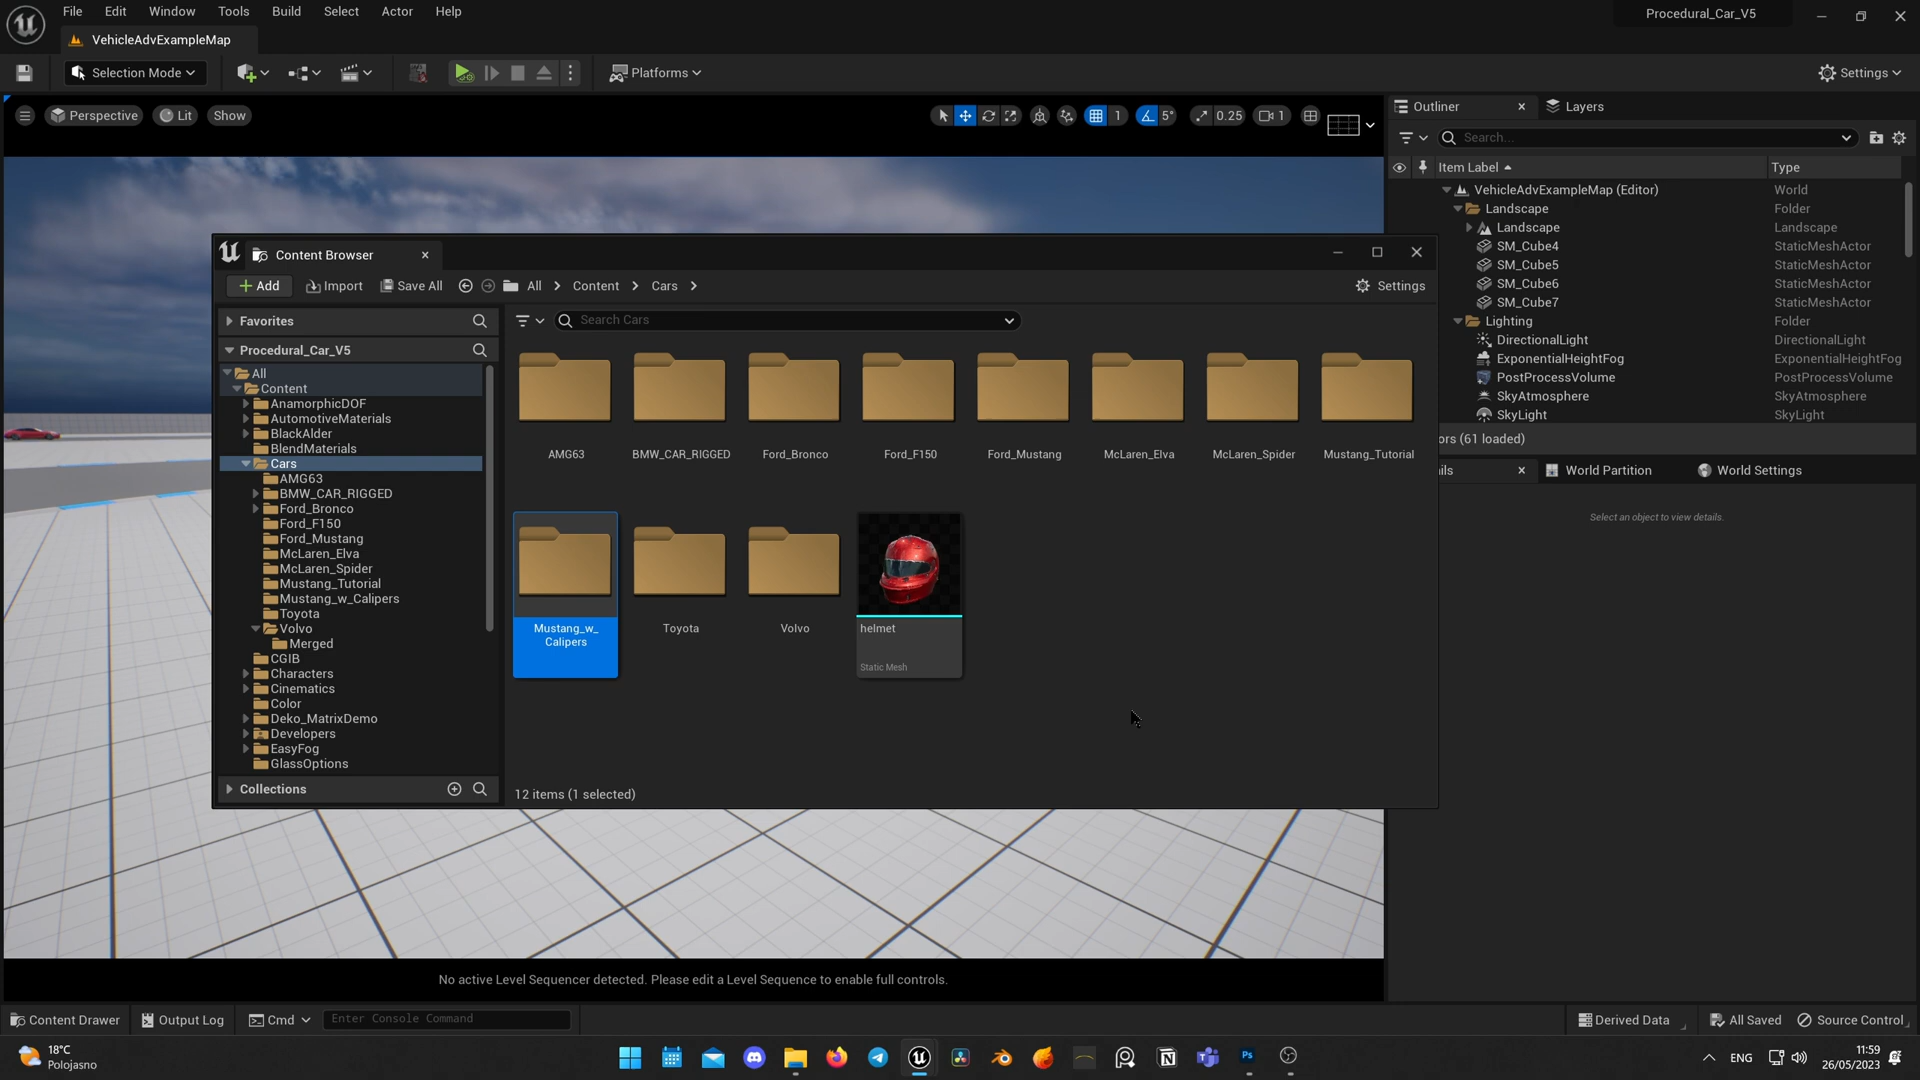 File Edit Window Tools Build Select Actor Help
Procedural_Car_V5
VehicleAdvExampleMap
Selection Mode
Platforms
Settings
Perspective Lit Show
1 5° 0.25 1
Outliner
Layers
Search...
Item Label Type
VehicleAdvExampleMap (Editor) World
Landscape Folder
Landscape Landscape
SM_Cube4 StaticMeshActor
SM_Cube5 StaticMeshActor
SM_Cube6 StaticMeshActor
SM_Cube7 StaticMeshActor
Lighting Folder
DirectionalLight DirectionalLight
ExponentialHeightFog ExponentialHeightFog
PostProcessVolume PostProcessVolume
SkyAtmosphere SkyAtmosphere
SkyLight SkyLight
ors (61 loaded)
ils
World Partition
World Settings
Select an object to view details.
Content Browser
Add Import Save All All Content Cars
Settings
Favorites
Procedural_Car_V5
All
Content
AnamorphicDOF
AutomotiveMaterials
BlackAlder
BlendMaterials
Cars
AMG63
BMW_CAR_RIGGED
Ford_Bronco
Ford_F150
Ford_Mustang
McLaren_Elva
McLaren_Spider
Mustang_Tutorial
Mustang_w_Calipers
Toyota
Volvo
Merged
CGIB
Characters
Cinematics
Color
Deko_MatrixDemo
Developers
EasyFog
GlassOptions
Collections
Search Cars
AMG63 BMW_CAR_RIGGED Ford_Bronco Ford_F150 Ford_Mustang McLaren_Elva McLaren_Spider Mustang_Tutorial
Mustang_w_
Calipers
Toyota
Volvo
helmet
Static Mesh
12 items (1 selected)
No active Level Sequencer detected. Please edit a Level Sequence to enable full controls.
Content Drawer Output Log Cmd Enter Console Command
Derived Data All Saved Source Control
18°C
Polojasno
Ps
ENG
11:59
26/05/2023